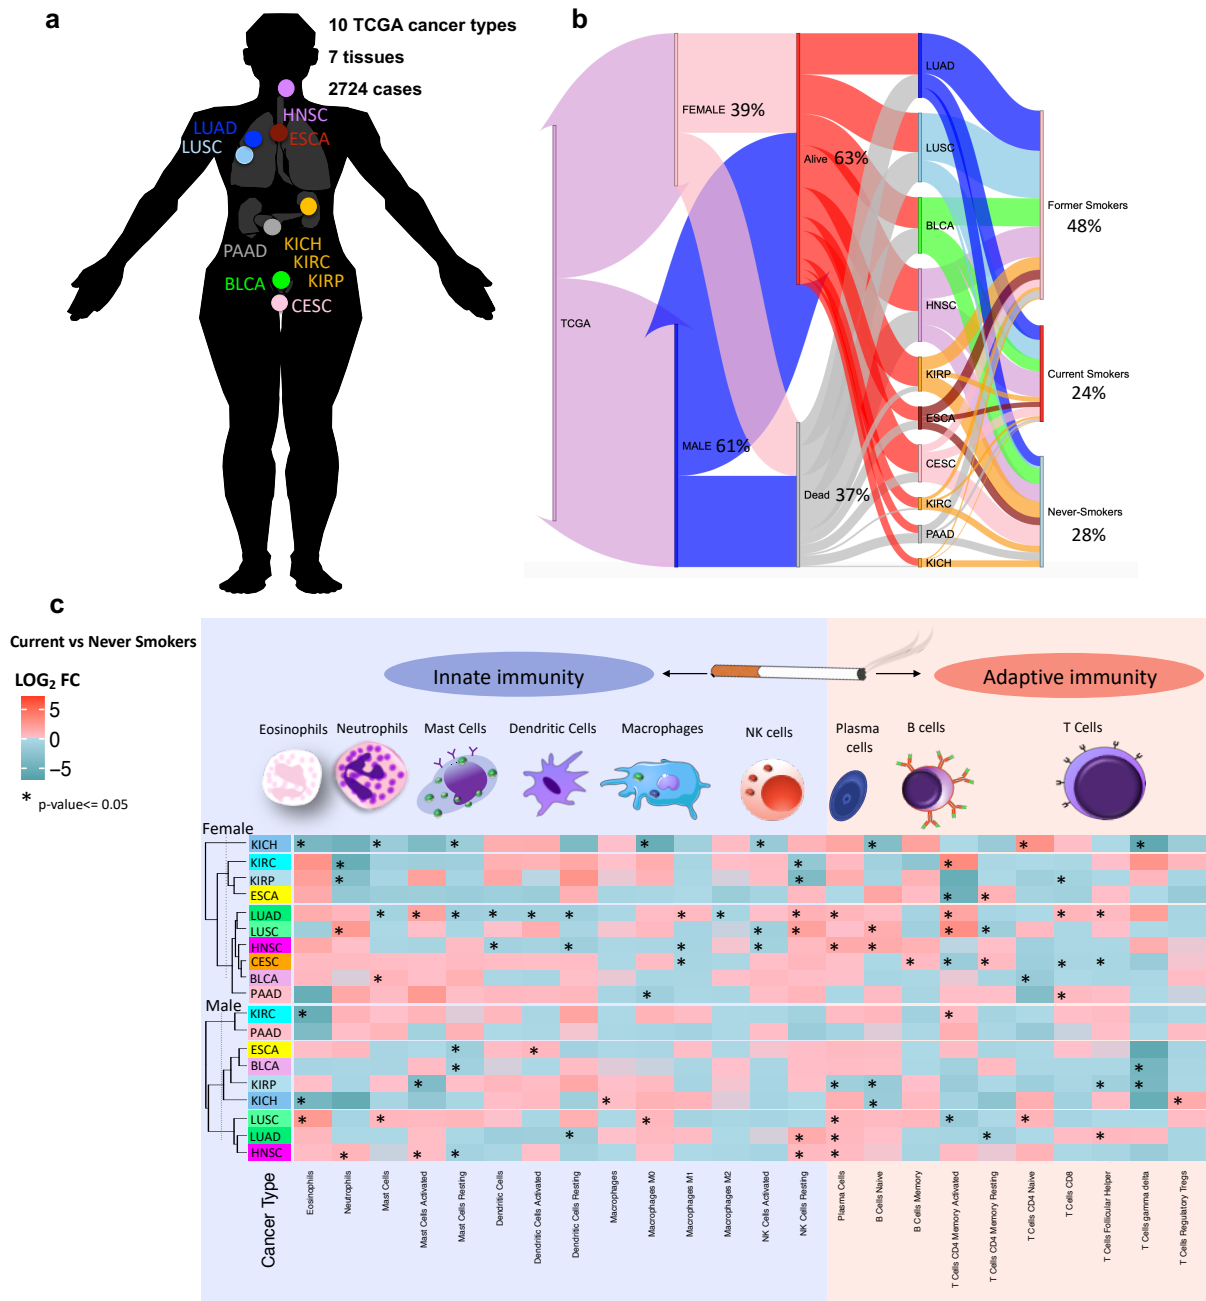 a
10 TCGA cancer types
7 tissues
2724 cases
HNSC
LUAD
ESCA
LUSC
PAAD
KICH
KIRC
BLCA
KIRP
CESC
b
FEMALE 39%
TCGA
MALE 61%
Alive 63%
Dead 37%
LUAD
LUSC
BLCA
HNSC
KIRP
ESCA
CESC
KIRC
PAAD
KICH
Former Smokers
48%
Current Smokers
24%
Never-Smokers
28%
c
Current vs Never Smokers
LOG2 FC
5
0
−5
* p-value<= 0.05
Innate immunity
Adaptive immunity
Eosinophils
Neutrophils
Mast Cells
Dendritic Cells
Macrophages
NK cells
Plasma
cells
B cells
T Cells
Female
KICH
KIRC
KIRP
ESCA
LUAD
LUSC
HNSC
CESC
BLCA
PAAD
Male
KIRC
PAAD
ESCA
BLCA
KIRP
KICH
LUSC
LUAD
HNSC
Cancer Type
Eosinophils
Neutrophils
Mast Cells
Mast Cells Activated
Mast Cells Resting
Dendritic Cells
Dendritic Cells Activated
Dendritic Cells Resting
Macrophages
Macrophages M0
Macrophages M1
Macrophages M2
NK Cells Activated
NK Cells Resting
Plasma Cells
B Cells Naive
B Cells Memory
T Cells CD4 Memory Activated
T Cells CD4 Memory Resting
T Cells CD4 Naive
T Cells CD8
T Cells Follicular Helper
T Cells gamma delta
T Cells Regulatory Tregs